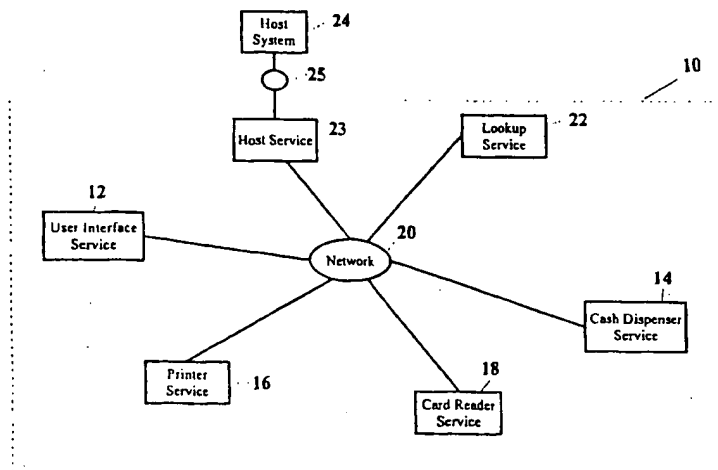 Host
System
24
25
10
Host Service
23
Lookup
Service
22
12
User Interface
Service
20
Network
14
Cash Dispenser
Service
Printer
Service
16
18
Card Reader
Service